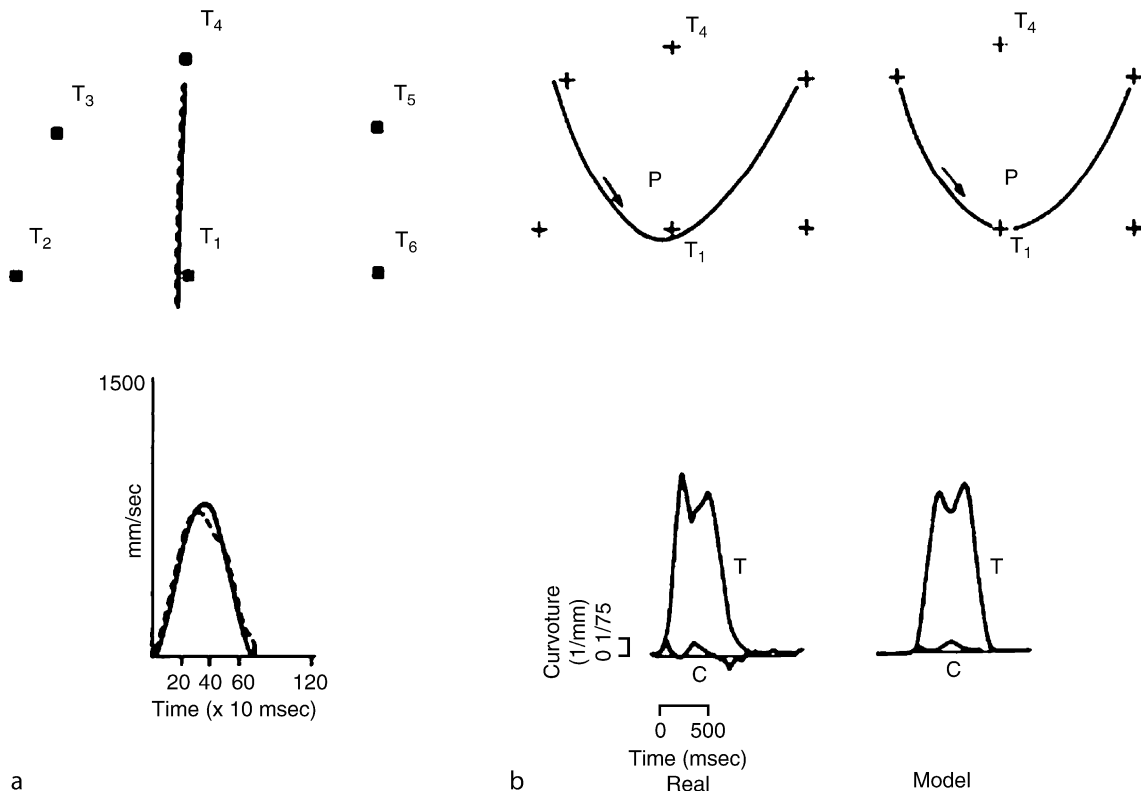 T4
T3
T5
T2
T1
T6
1500
mm/sec
20 40 60 120
Time (x 10 msec)
a
T4
P
T1
T4
P
T1
Curvoture
(1/mm)
0 1/75
T
C
0 500
Time (msec)
Real
T
C
Model
b